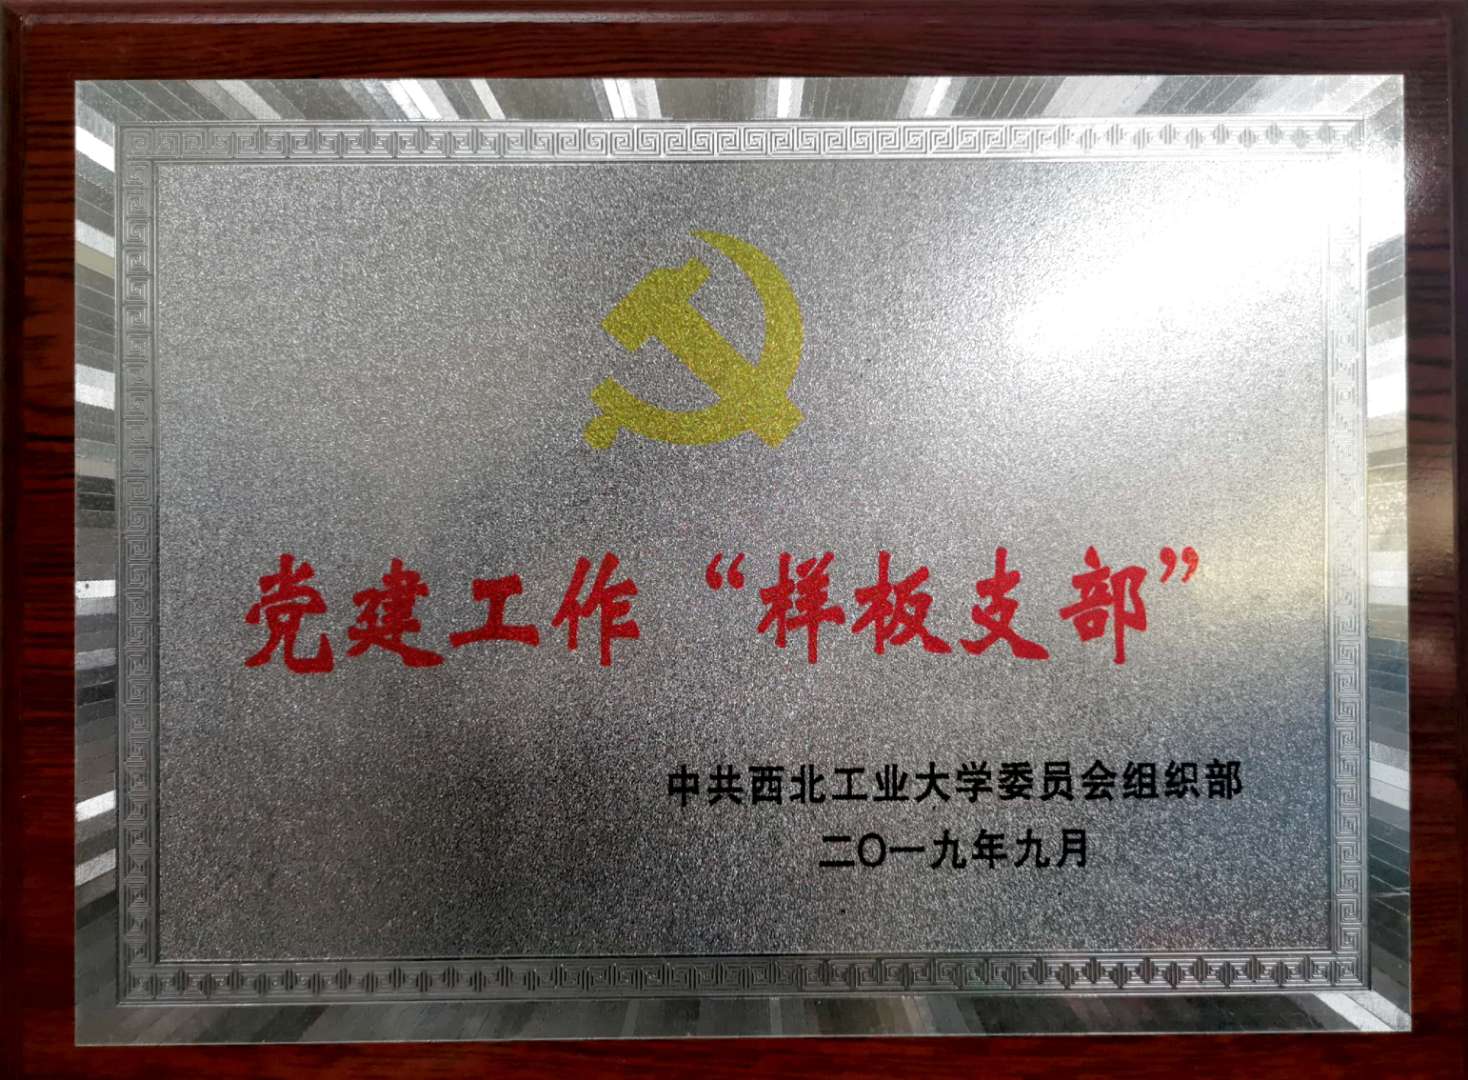 党建工作“样板支部”
中共西北工业大学委员会组织部
二〇一九年九月